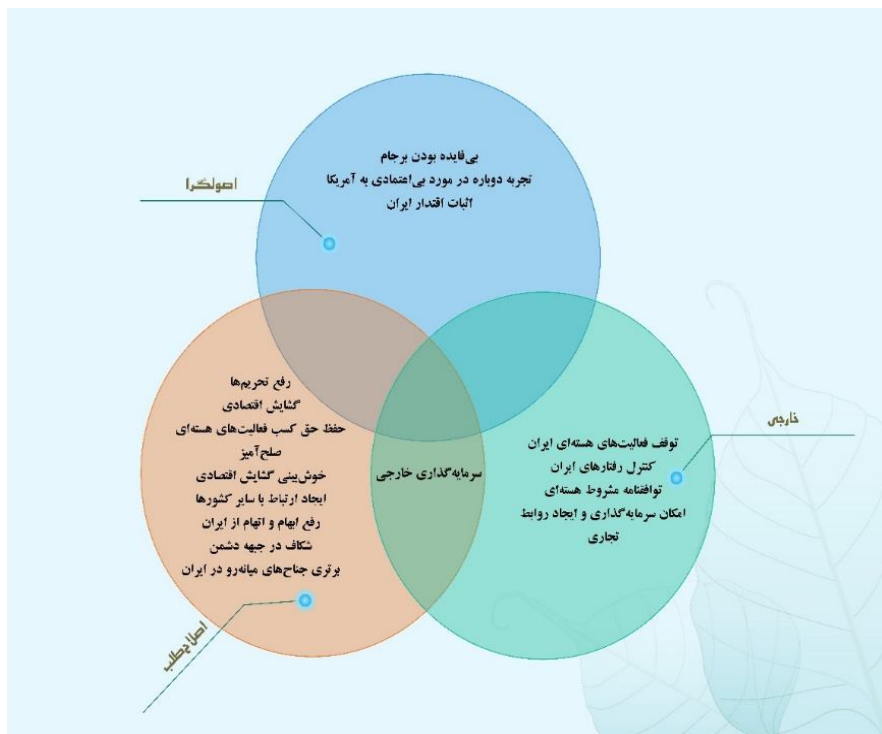 بی‌فایده بودن برجام
تجربه دوباره در مورد بی‌اعتمادی به آمریکا
اثبات اقتدار ایران
اصولگرا
رفع تحریم‌ها
گشایش اقتصادی
حفظ حق کسب فعالیت‌های هسته‌ای
صلح‌آمیز
خوش‌بینی گشایش اقتصادی
ایجاد ارتباط با سایر کشورها
رفع ابهام و اتهام از ایران
شکاف در جبهه دشمن
برتری جناح‌های میانه‌رو در ایران
اصلاح‌طلب
سرمایه‌گذاری خارجی
خارجی
توقف فعالیت‌های هسته‌ای ایران
کنترل رفتارهای ایران
توافقنامه مشروط هسته‌ای
امکان سرمایه‌گذاری و ایجاد روابط
تجاری